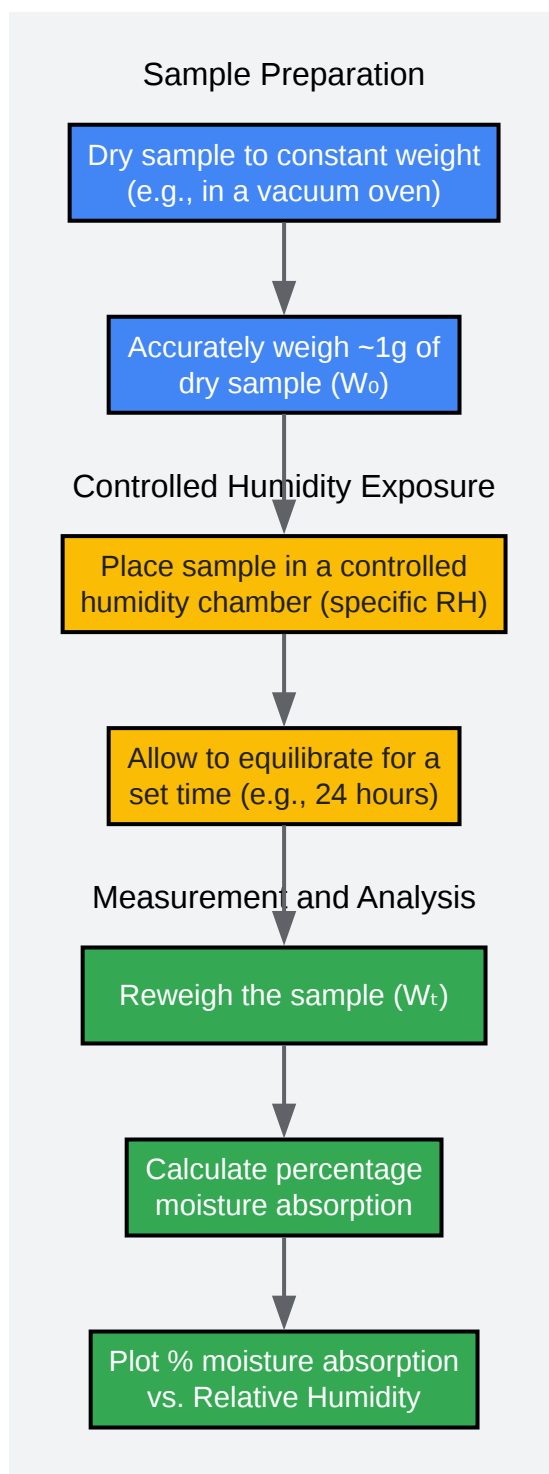 Sample Preparation
Dry sample to constant weight
(e.g., in a vacuum oven)
Accurately weigh ~1g of
dry sample (W₀)
Controlled Humidity Exposure
Place sample in a controlled
humidity chamber (specific RH)
Allow to equilibrate for a
set time (e.g., 24 hours)
Measurement and Analysis
Reweigh the sample (Wₜ)
Calculate percentage
moisture absorption
Plot % moisture absorption
vs. Relative Humidity